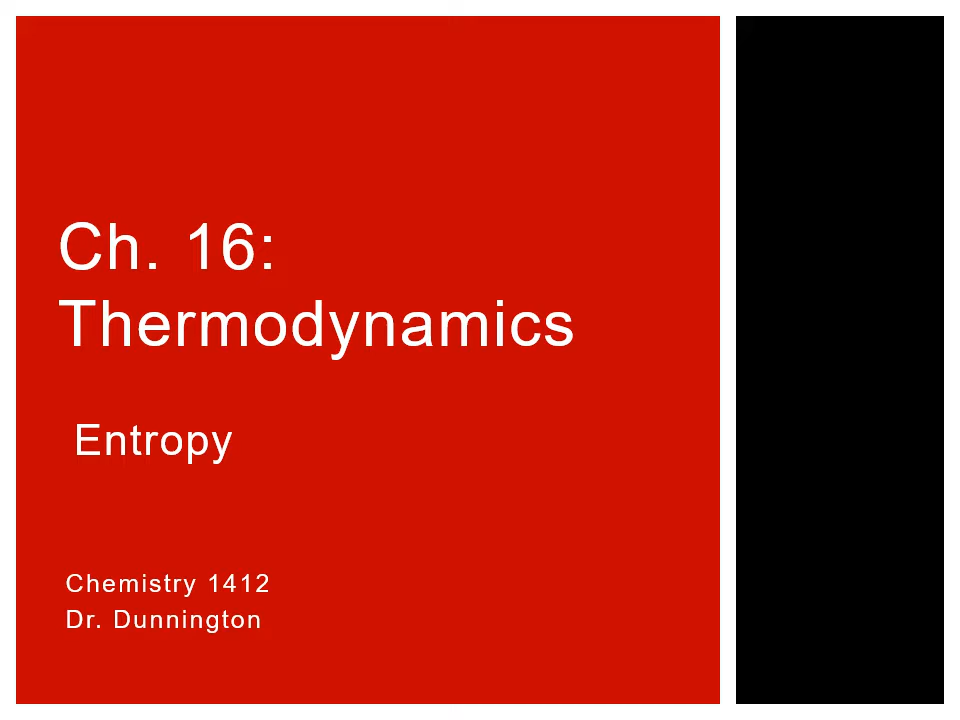 Ch. 16:
Thermodynamics
Entropy
Chemistry 1412
Dr. Dunnington